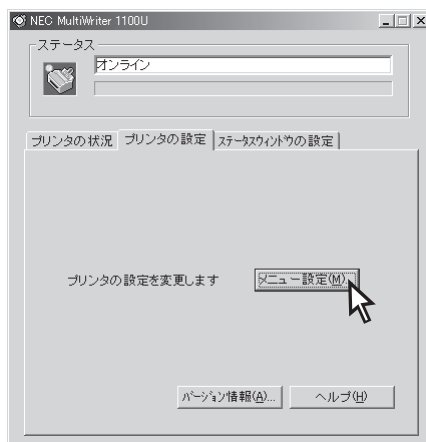 NEC MultiWriter 1100U
ステータス
オンライン
プリンタの状況 プリンタの設定 ステータスウィンドウの設定
プリンタの設定を変更します メニュー設定(M)...
バージョン情報(A)... ヘルプ(H)